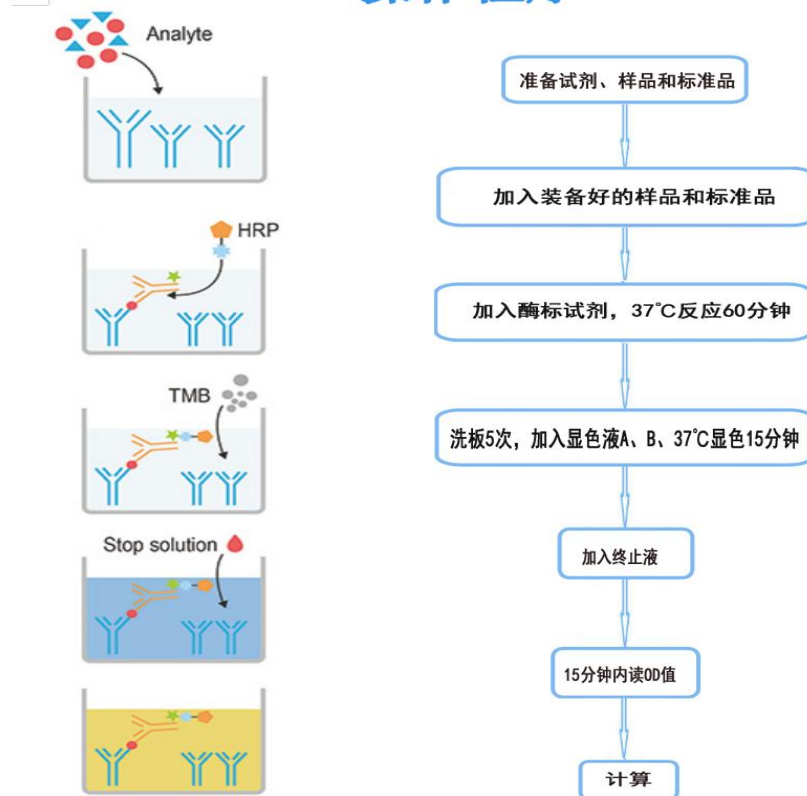 Analyte
HRP
TMB
Stop solution
准备试剂、样品和标准品
加入装备好的样品和标准品
加入酶标试剂，37℃反应60分钟
洗板5次，加入显色液A、B、37℃显色15分钟
加入终止液
15分钟内读OD值
计算